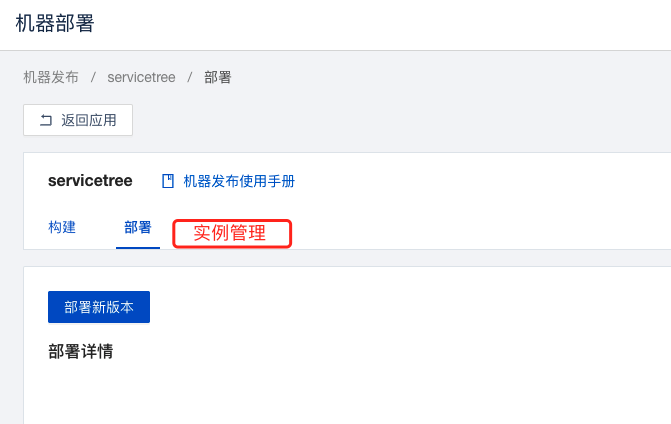 机器部署
机器发布 / servicetree / 部署
返回应用
servicetree 机器发布使用手册
构建 部署 实例管理
部署新版本
部署详情